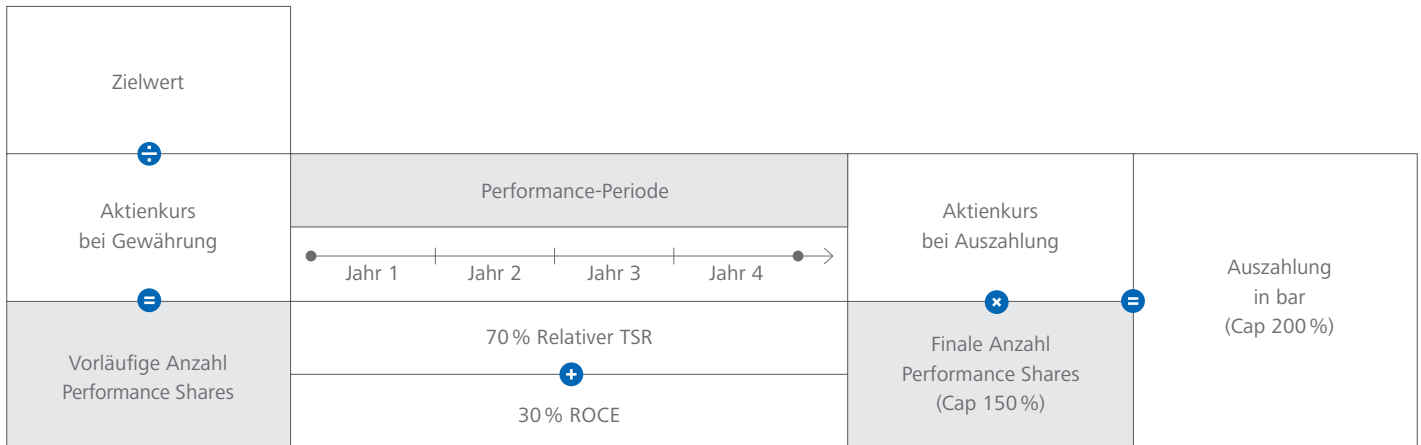 Zielwert
÷
Aktienkurs
bei Gewährung
=
Vorläufige Anzahl
Performance Shares
Performance-Periode
Jahr 1 Jahr 2 Jahr 3 Jahr 4
70 % Relativer TSR
+
30 % ROCE
Aktienkurs
bei Auszahlung
×
Finale Anzahl
Performance Shares
(Cap 150 %)
=
Auszahlung
in bar
(Cap 200 %)